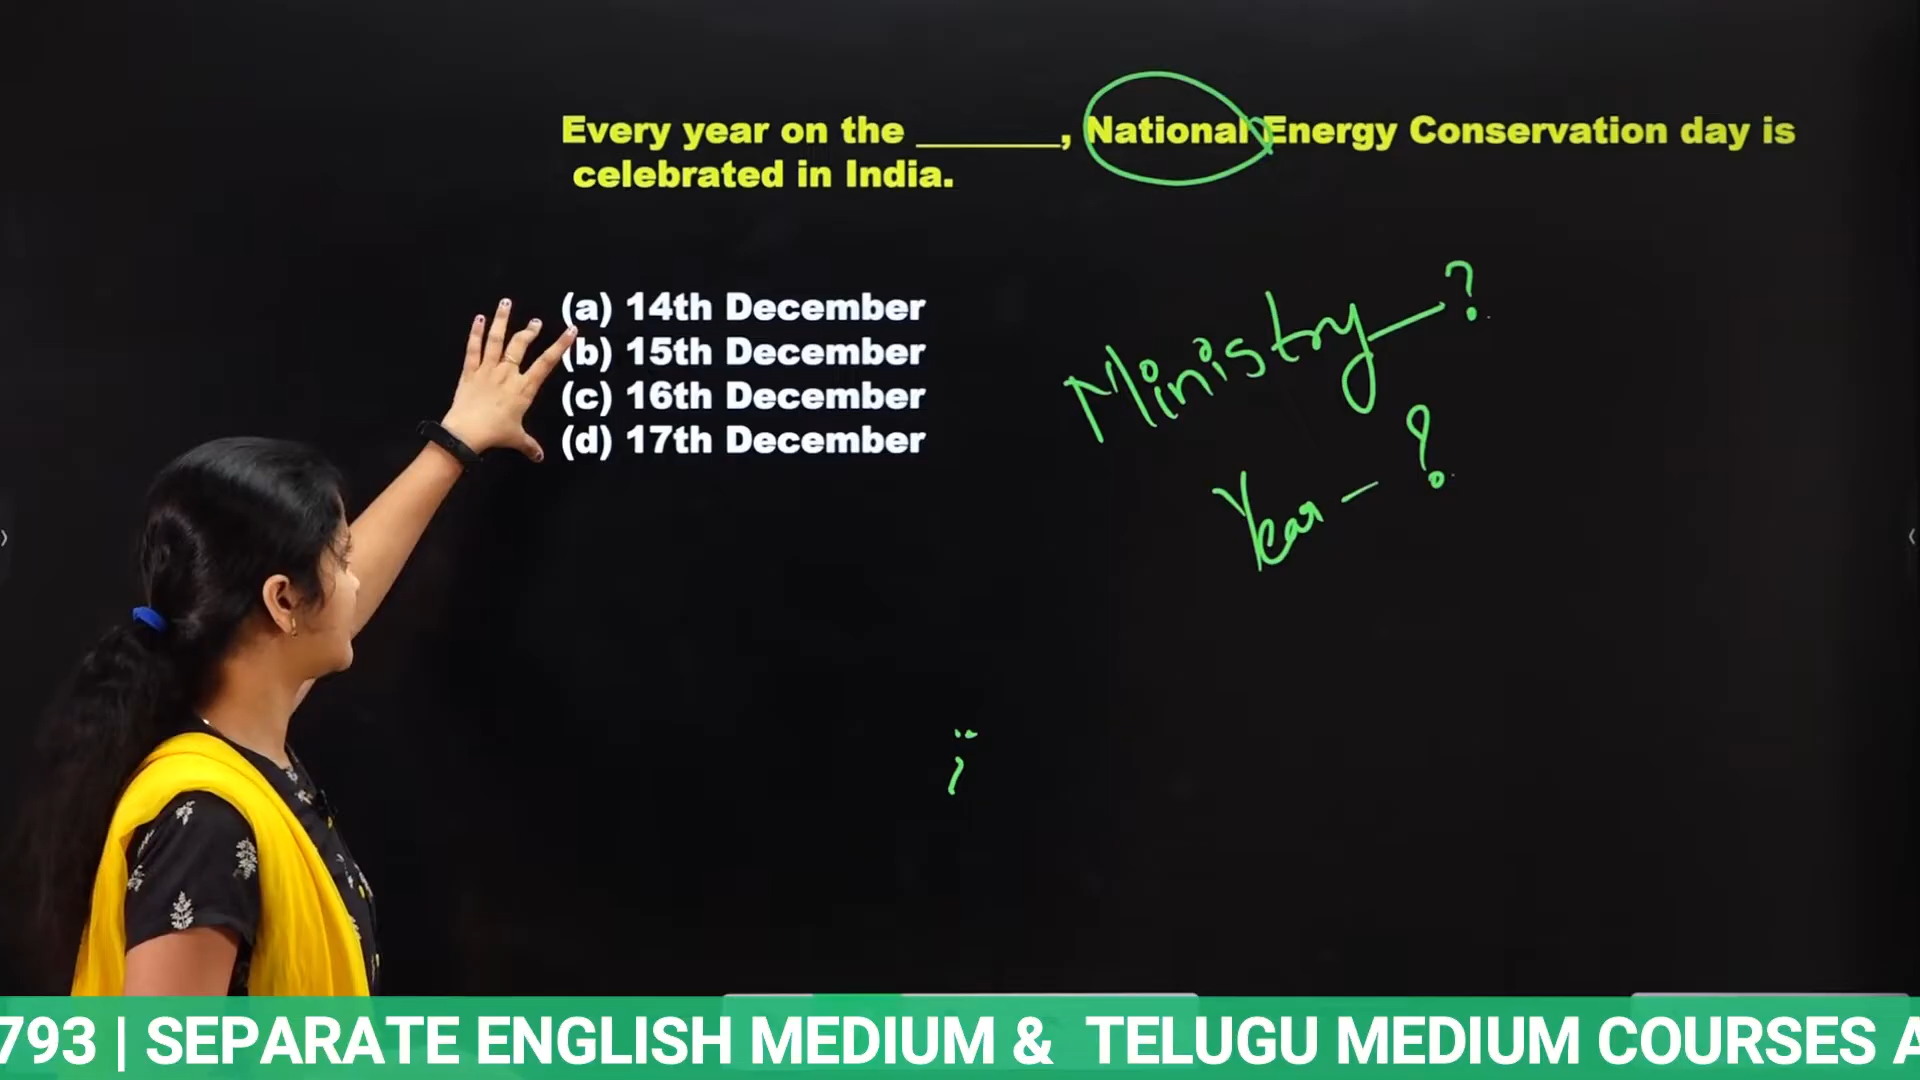 Every year on the _______, National Energy Conservation day is
celebrated in India.
(a) 14th December
(b) 15th December
(c) 16th December
(d) 17th December
Ministry — ?
Year — ?
793 | SEPARATE ENGLISH MEDIUM & TELUGU MEDIUM COURSES A